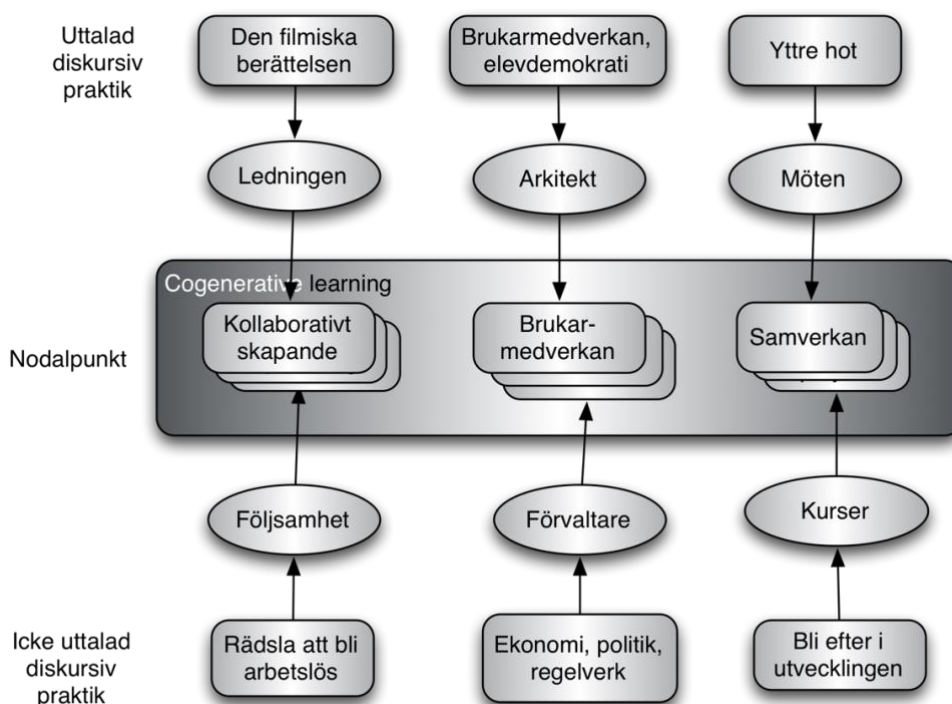 Uttalad
diskursiv
praktik
Den filmiska
berättelsen
Brukarmedverkan,
elevdemokrati
Yttre hot
Ledningen
Arkitekt
Möten
Cogenerative learning
Nodalpunkt
Kollaborativt
skapande
Brukar-
medverkan
Samverkan
Följsamhet
Förvaltare
Kurser
Icke uttalad
diskursiv
praktik
Rädsla att bli
arbetslös
Ekonomi, politik,
regelverk
Bli efter i
utvecklingen